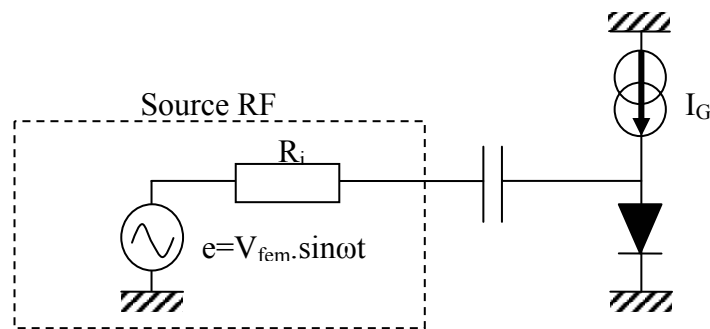 Source RF
I_G
R_i
e=V_fem.sinωt